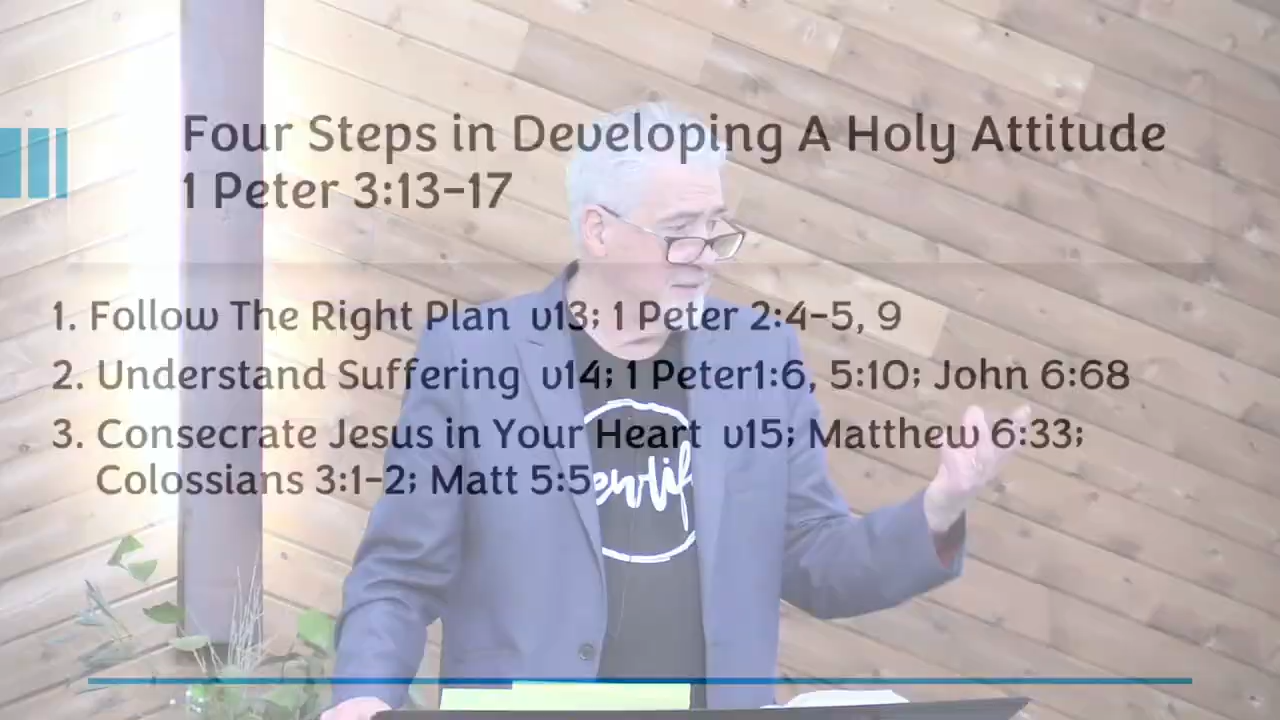 Four Steps in Developing A Holy Attitude
1 Peter 3:13-17
1. Follow The Right Plan v13; 1 Peter 2:4-5, 9
2. Understand Suffering v14; 1 Peter1:6, 5:10; John 6:68
3. Consecrate Jesus in Your Heart v15; Matthew 6:33;
Colossians 3:1-2; Matt 5:5